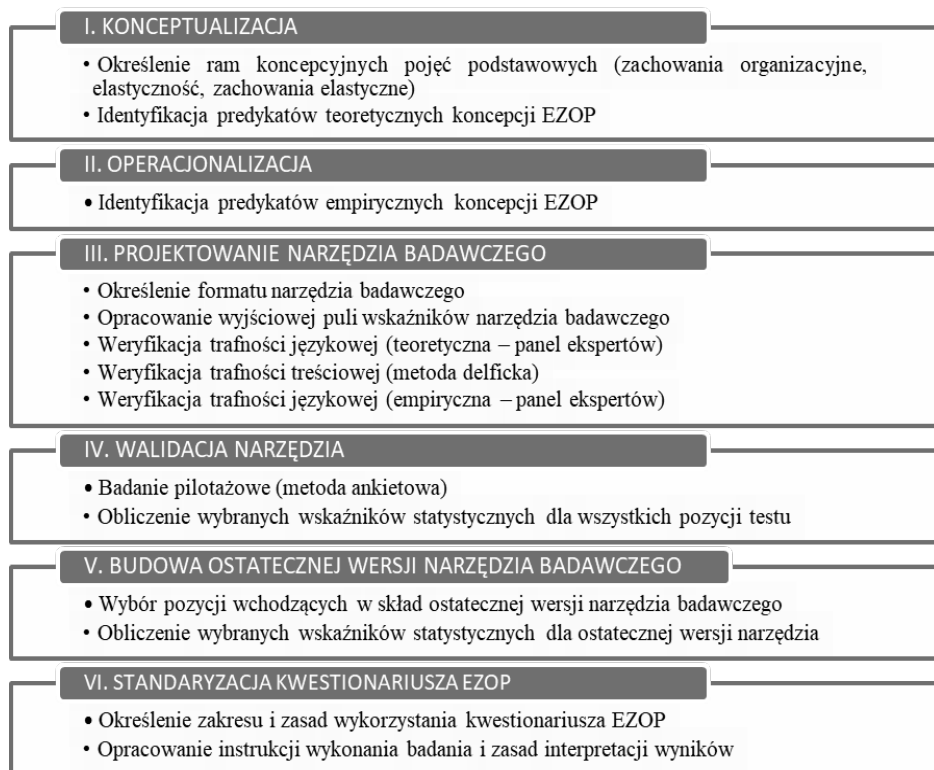 I. KONCEPTUALIZACJA
• Określenie ram koncepcyjnych pojęć podstawowych (zachowania organizacyjne,
elastyczność, zachowania elastyczne)
• Identyfikacja predykatów teoretycznych koncepcji EZOP
II. OPERACJONALIZACJA
• Identyfikacja predykatów empirycznych koncepcji EZOP
III. PROJEKTOWANIE NARZĘDZIA BADAWCZEGO
• Określenie formatu narzędzia badawczego
• Opracowanie wyjściowej puli wskaźników narzędzia badawczego
• Weryfikacja trafności językowej (teoretyczna – panel ekspertów)
• Weryfikacja trafności treściowej (metoda delficka)
• Weryfikacja trafności językowej (empiryczna – panel ekspertów)
IV. WALIDACJA NARZĘDZIA
• Badanie pilotażowe (metoda ankietowa)
• Obliczenie wybranych wskaźników statystycznych dla wszystkich pozycji testu
V. BUDOWA OSTATECZNEJ WERSJI NARZĘDZIA BADAWCZEGO
• Wybór pozycji wchodzących w skład ostatecznej wersji narzędzia badawczego
• Obliczenie wybranych wskaźników statystycznych dla ostatecznej wersji narzędzia
VI. STANDARYZACJA KWESTIONARIUSZA EZOP
• Określenie zakresu i zasad wykorzystania kwestionariusza EZOP
• Opracowanie instrukcji wykonania badania i zasad interpretacji wyników